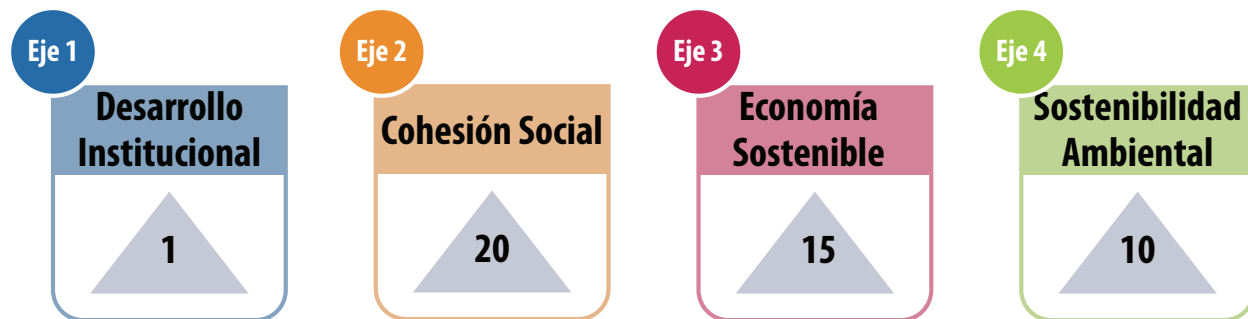 Eje 1
Desarrollo
Institucional
1
Eje 2
Cohesión Social
20
Eje 3
Economía
Sostenible
15
Eje 4
Sostenibilidad
Ambiental
10